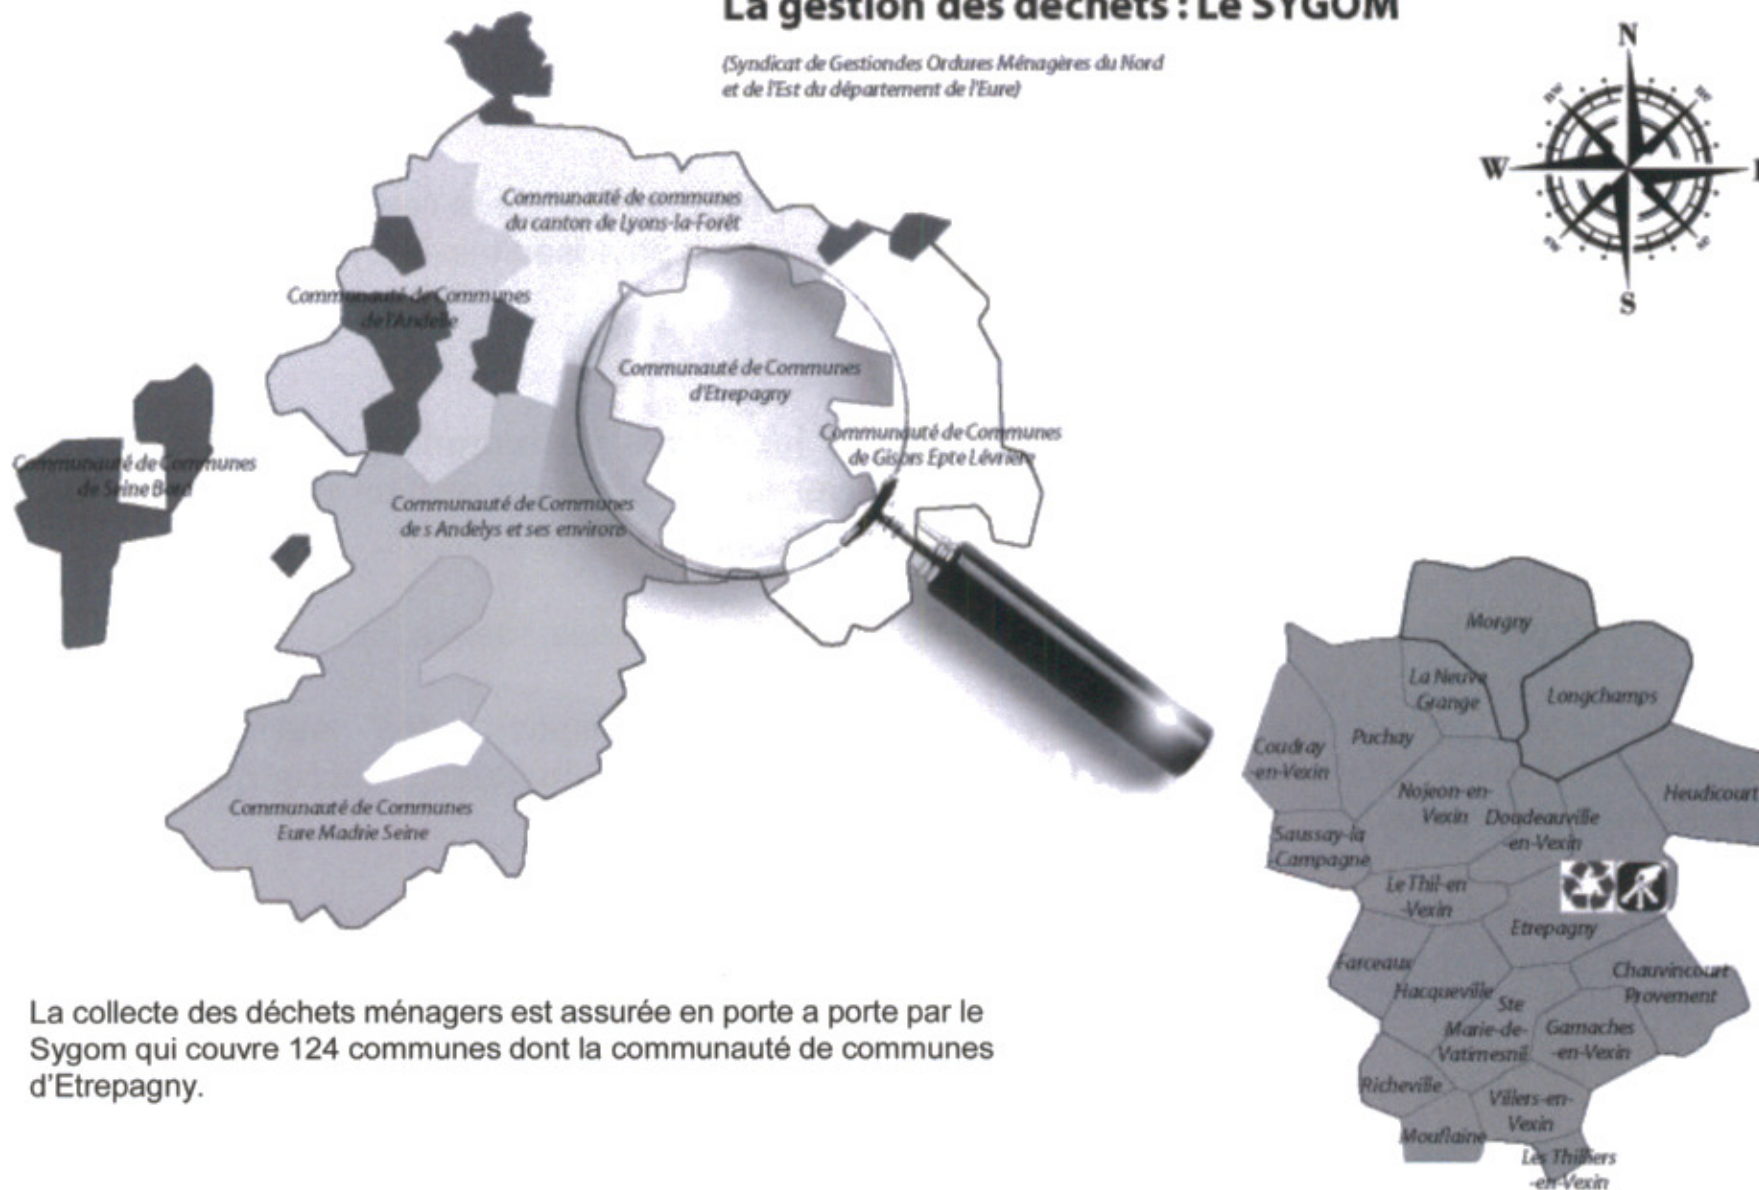 La gestion des déchets : Le SYGOM
(Syndicat de Gestiondes Ordures Ménagères du Nord
et de l'Est du département de l'Eure)
N
W
S
Communauté de communes
du canton de Lyons-la-Forêt
Communauté de Communes
de l'Andelle
Communauté de Communes
d'Etrepagny
Communauté de Communes
de Gisors Epte Lévrière
Communauté de Communes
de Seine Bord
Communauté de Communes
de s Andelys et ses environs
Communauté de Communes
Eure Madrie Seine
Morgny
La Neuve
Grange
Longchamps
Coudray
-en-Vexin
Puchay
Nojeon-en-
Vexin
Doudeauville
-en-Vexin
Heudicourt
Saussay-la
-Campagne
Le Thil-en
-Vexin
Etrepagny
Farceaux
Hacqueville
Chauvincourt
Provement
Ste
Marie-de-
Vatimesnil
Gamaches
-en-Vexin
Richeville
Villers-en-
Vexin
Mouflaine
Les Thilliers
-en-Vexin
La collecte des déchets ménagers est assurée en porte a porte par le
Sygom qui couvre 124 communes dont la communauté de communes
d'Etrepagny.